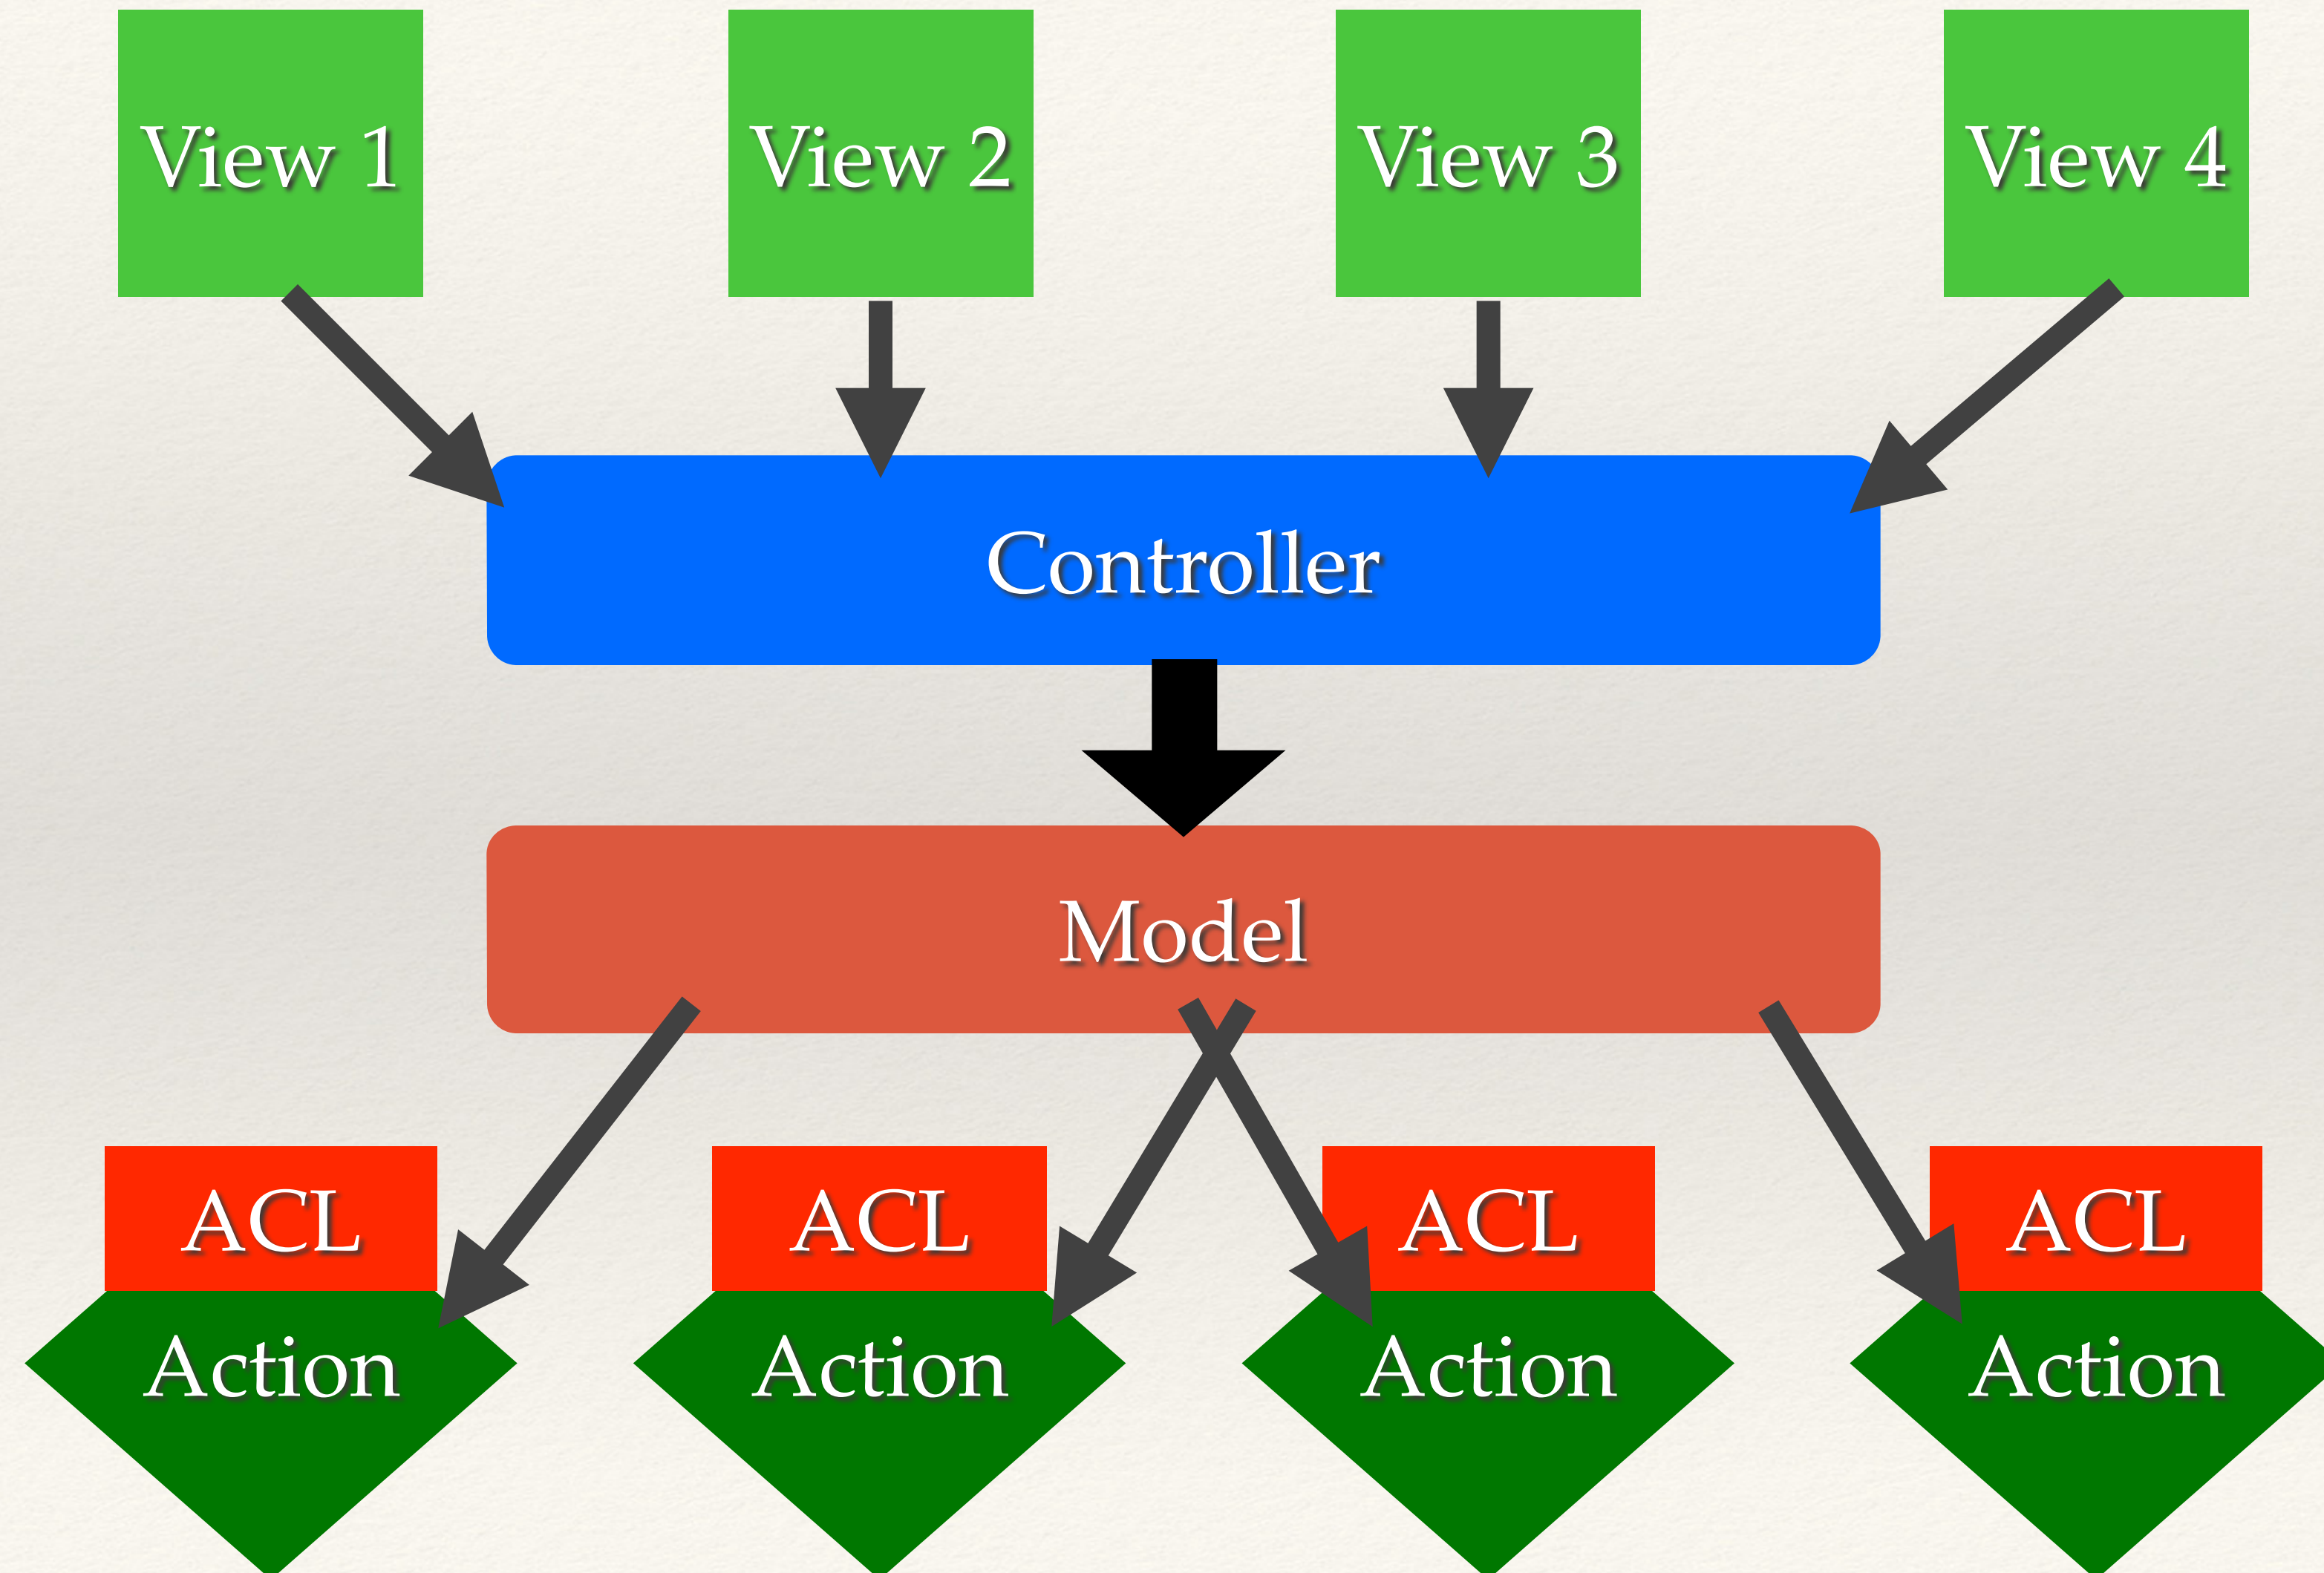 View 1
View 2
View 3
View 4
Controller
Model
ACL
ACL
ACL
ACL
Action
Action
Action
Action